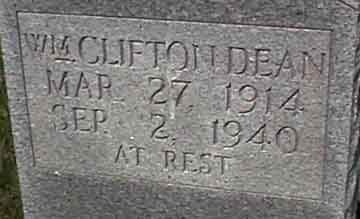 WM. CLIFTON DEAN
MAR. 27, 1914
SEP. 2, 1940
AT REST